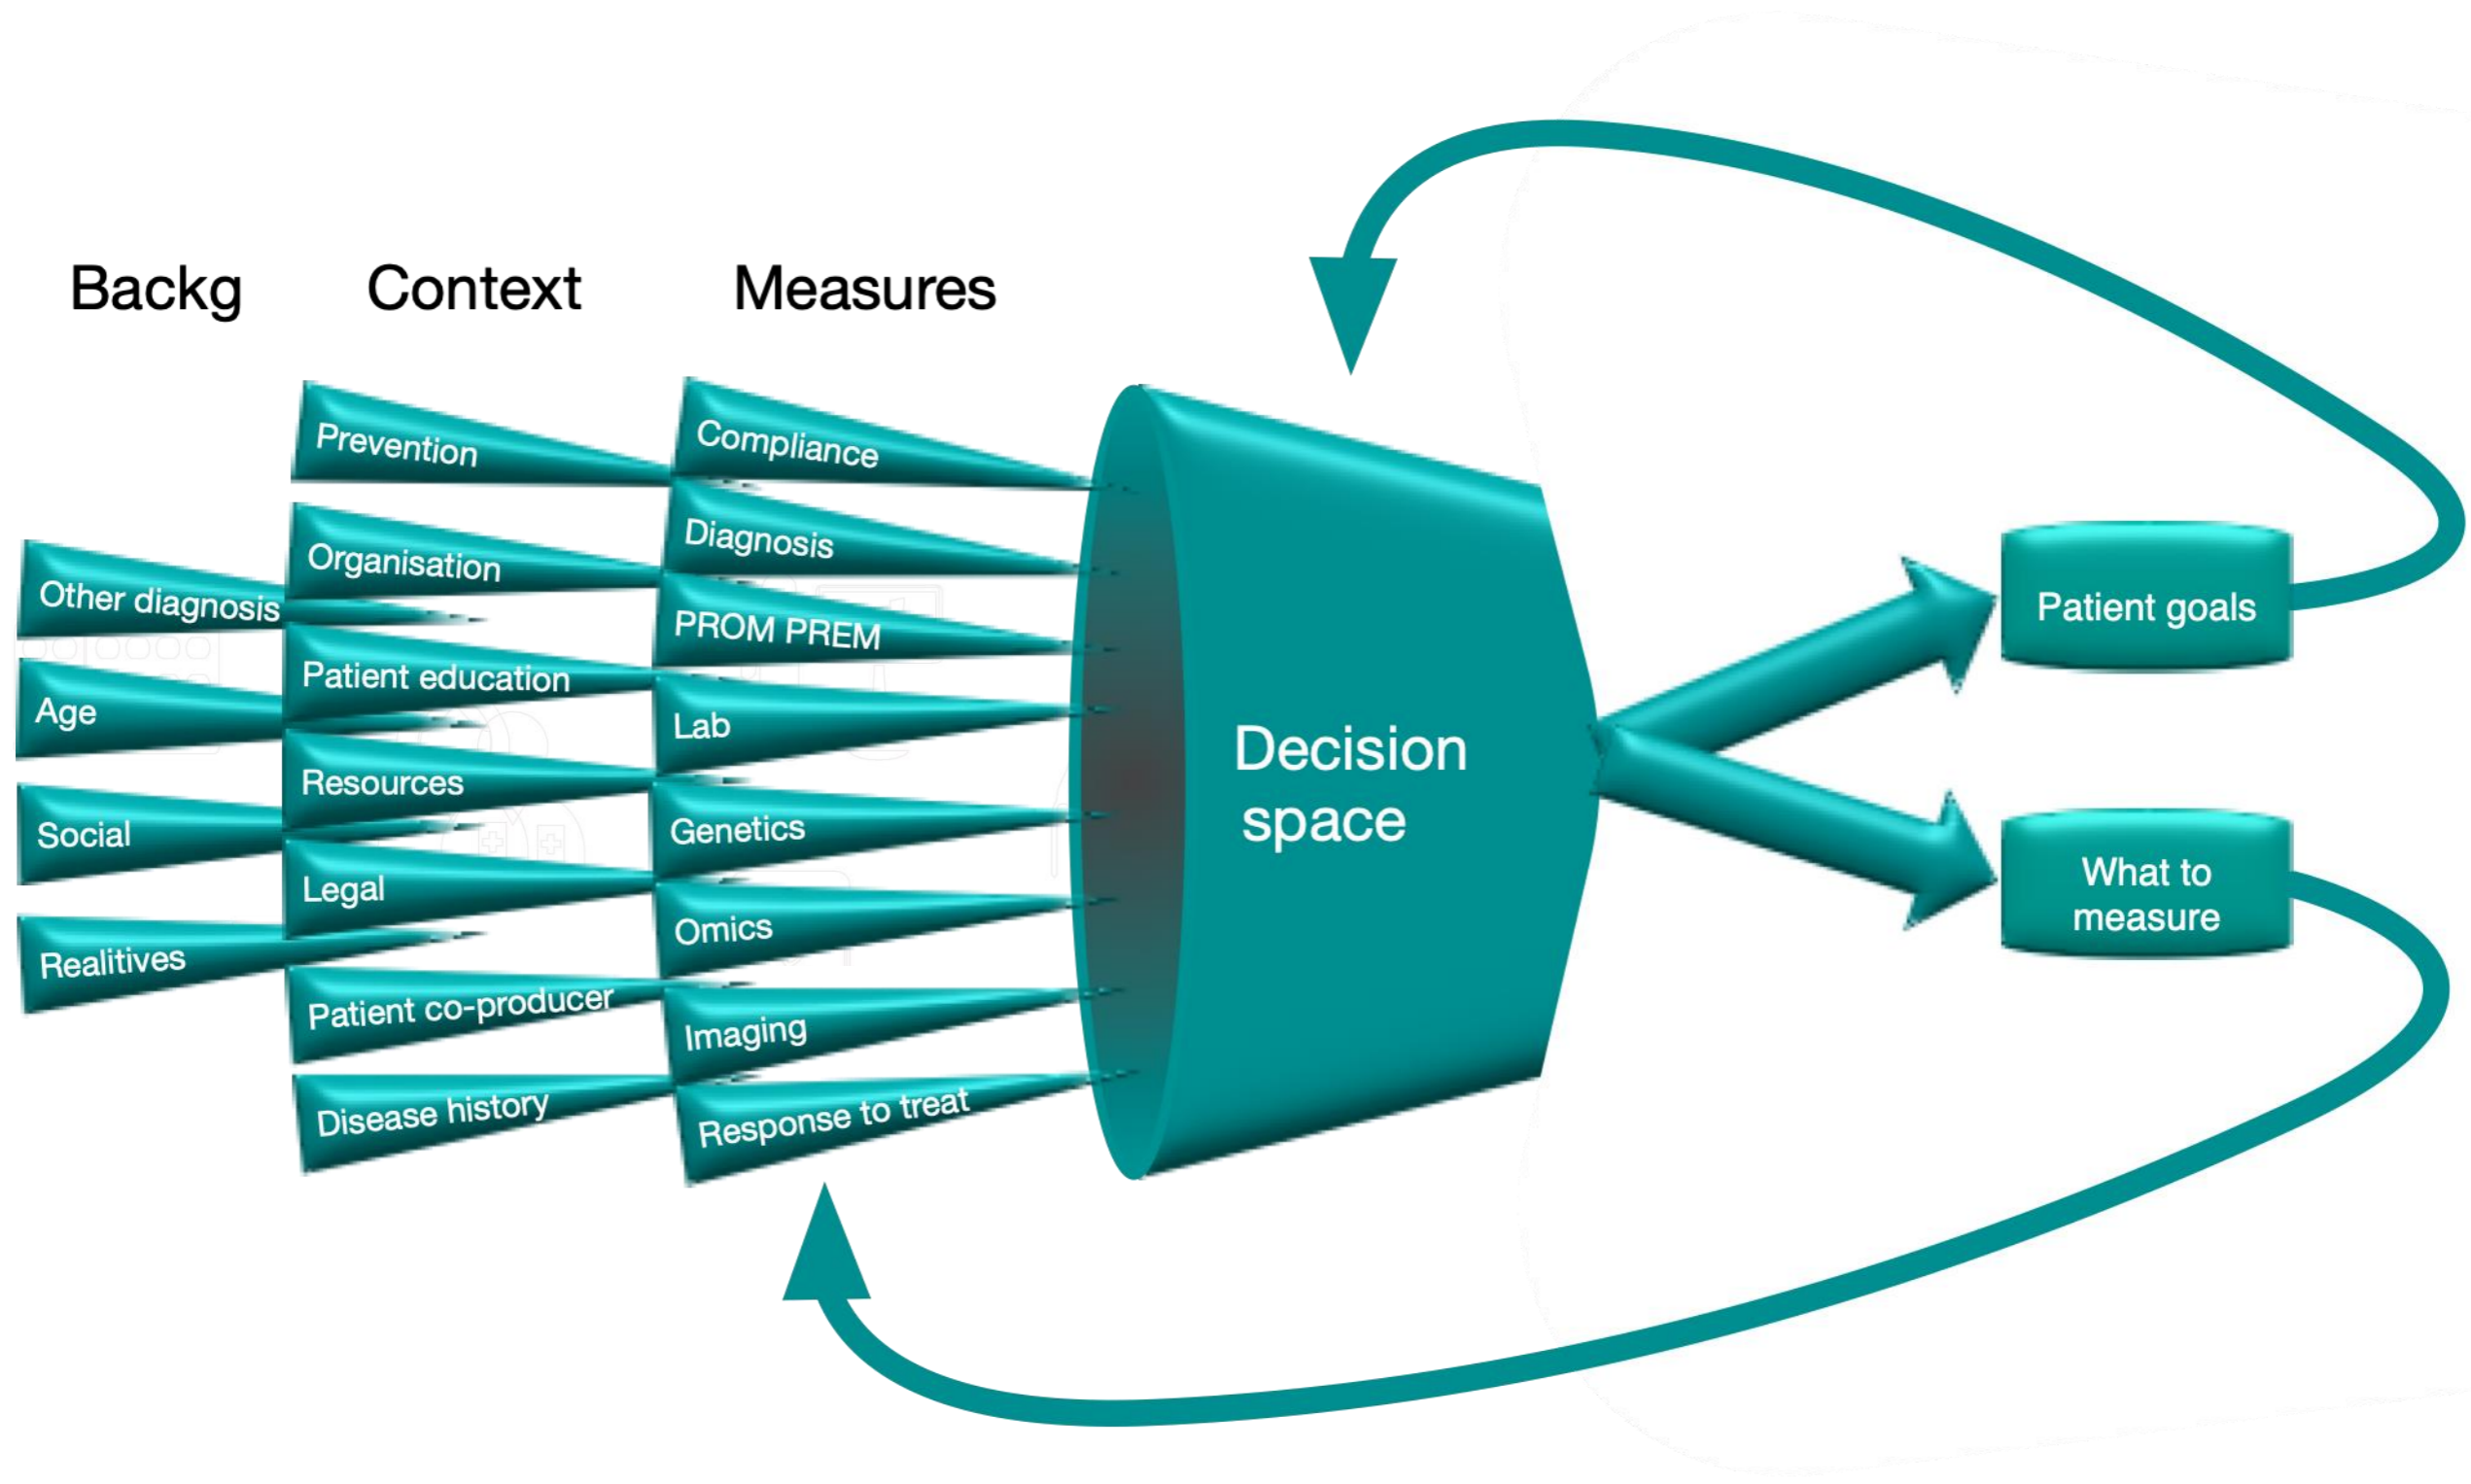 Backg
Context
Measures
Other diagnosis
Age
Social
Realitives
Prevention
Organisation
Patient education
Resources
Legal
Patient co-producer
Disease history
Compliance
Diagnosis
PROM PREM
Lab
Genetics
Omics
Imaging
Response to treat
Decision
space
Patient goals
What to
measure